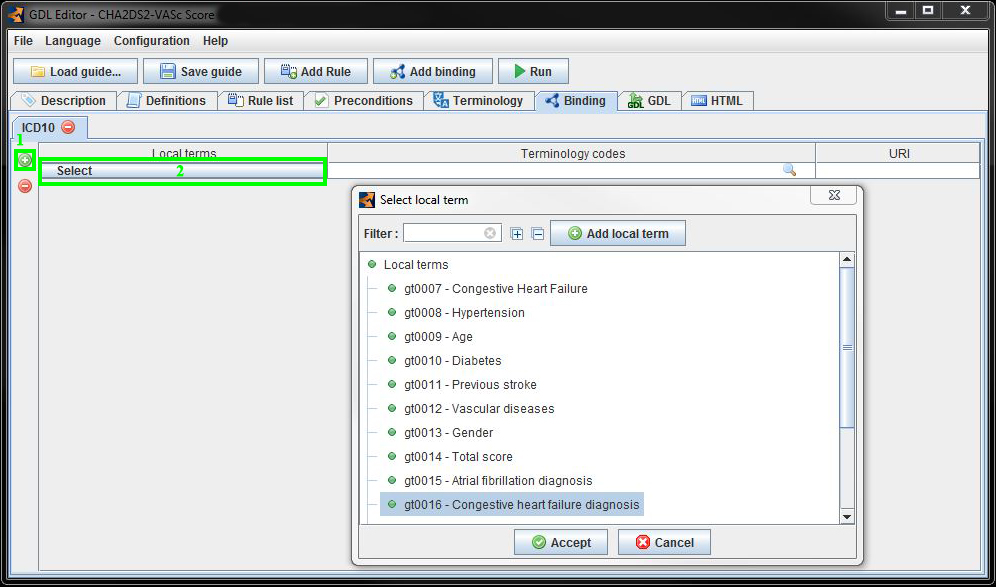 GDL Editor - CHA2DS2-VASc Score
File Language Configuration Help
Load guide... Save guide Add Rule Add binding Run
Description Definitions Rule list Preconditions Terminology Binding GDL GDL HTML HTML
ICD10
1
Local terms Terminology codes URI
Select 2
Select local term
Filter : Add local term
Local terms
gt0007 - Congestive Heart Failure
gt0008 - Hypertension
gt0009 - Age
gt0010 - Diabetes
gt0011 - Previous stroke
gt0012 - Vascular diseases
gt0013 - Gender
gt0014 - Total score
gt0015 - Atrial fibrillation diagnosis
gt0016 - Congestive heart failure diagnosis
Accept Cancel